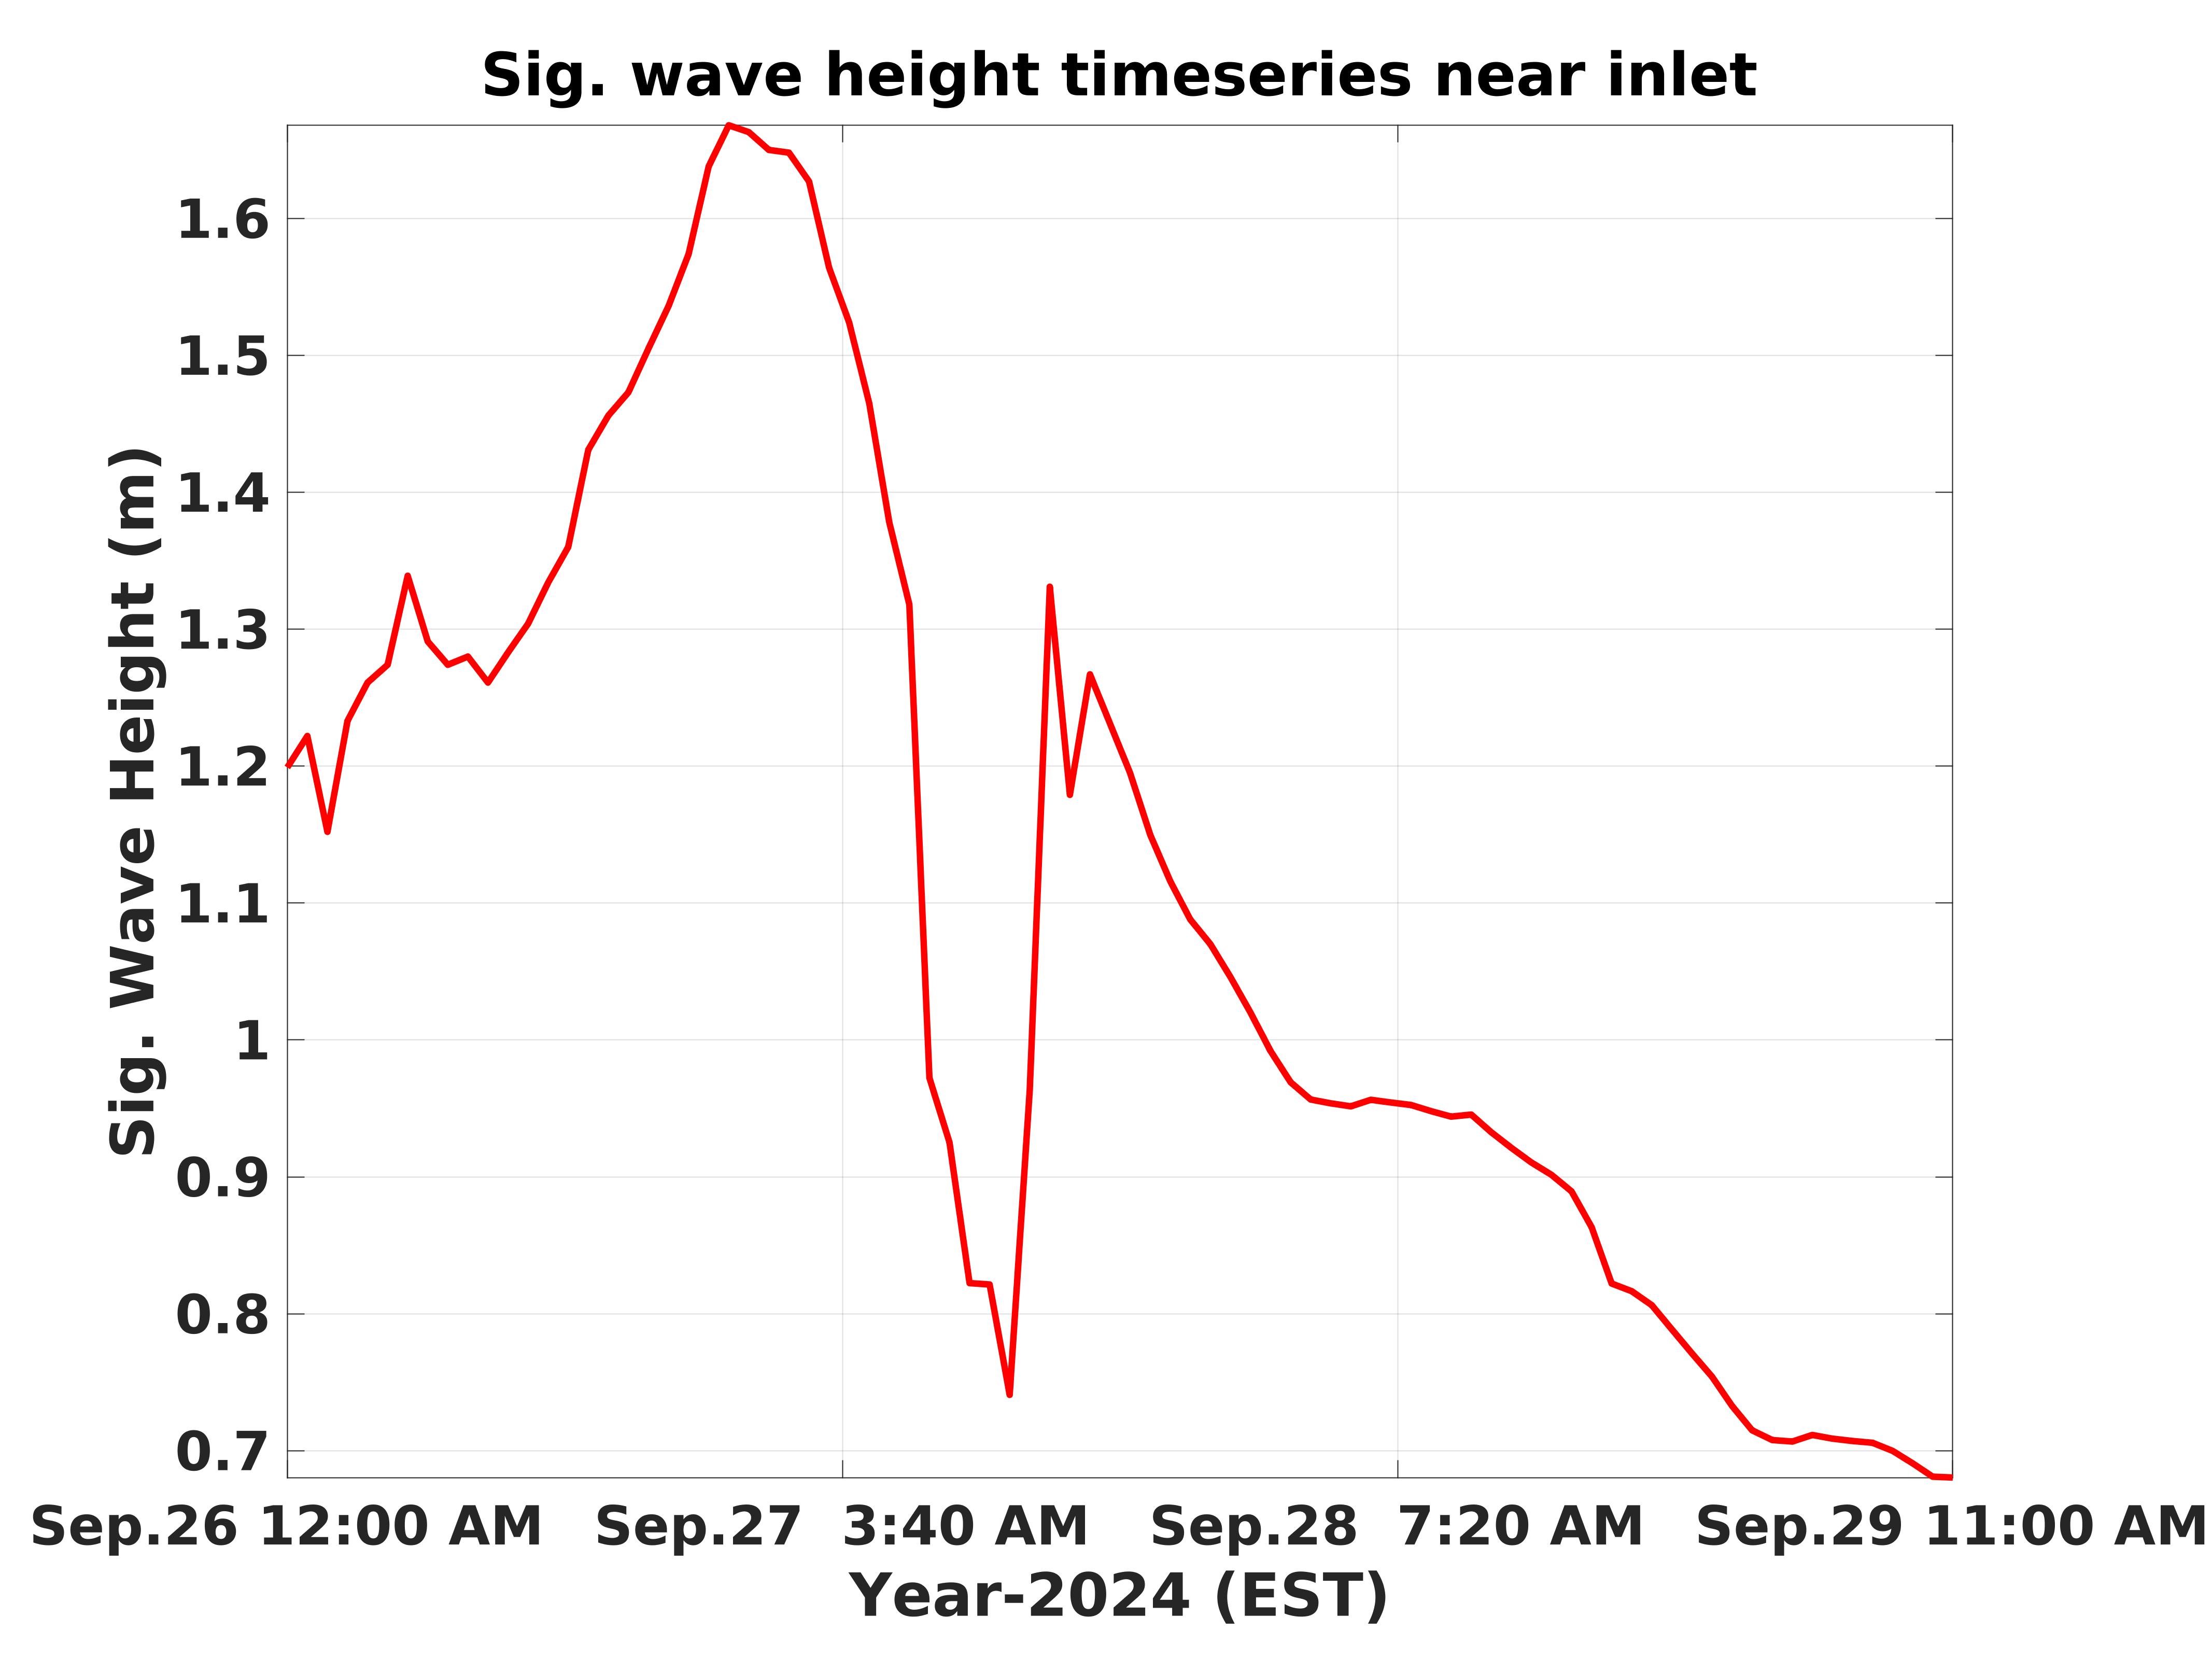 Sig. wave height timeseries near inlet
Sig. Wave Height (m)
1.6
1.5
1.4
1.3
1.2
1.1
1
0.9
0.8
0.7
Sep.26 12:00 AM Sep.27 3:40 AM Sep.28 7:20 AM Sep.29 11:00 AM
Year-2024 (EST)